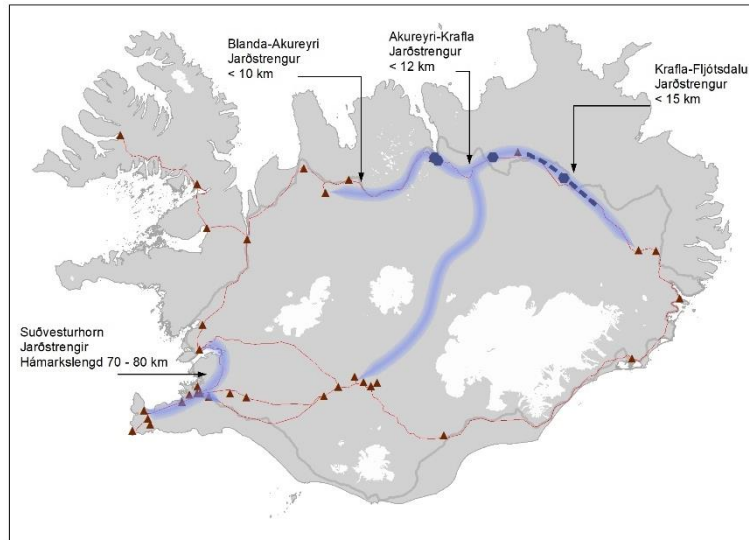 Blanda-Akureyri
Jarðstrengur
< 10 km
Akureyri-Krafla
Jarðstrengur
< 12 km
Krafla-Fljótsdalu
Jarðstrengur
< 15 km
Suðvesturhorn
Jarðstrengir
Hámarkslengd 70 - 80 km